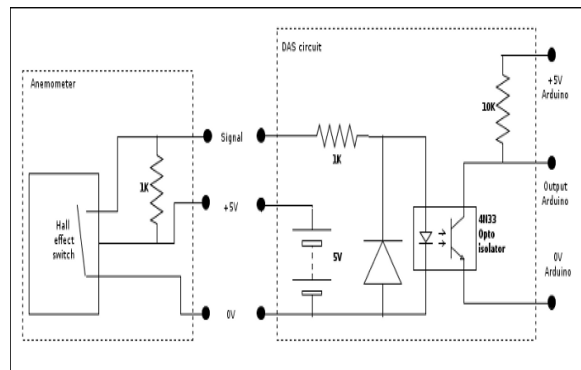 DAS circuit
Anemometer
+5V
Arduino
10K
Signal
1K
1K
+5V
Hall
effect
switch
5V
4N33
Opto
isolator
Output
Arduino
0V
Arduino
0V